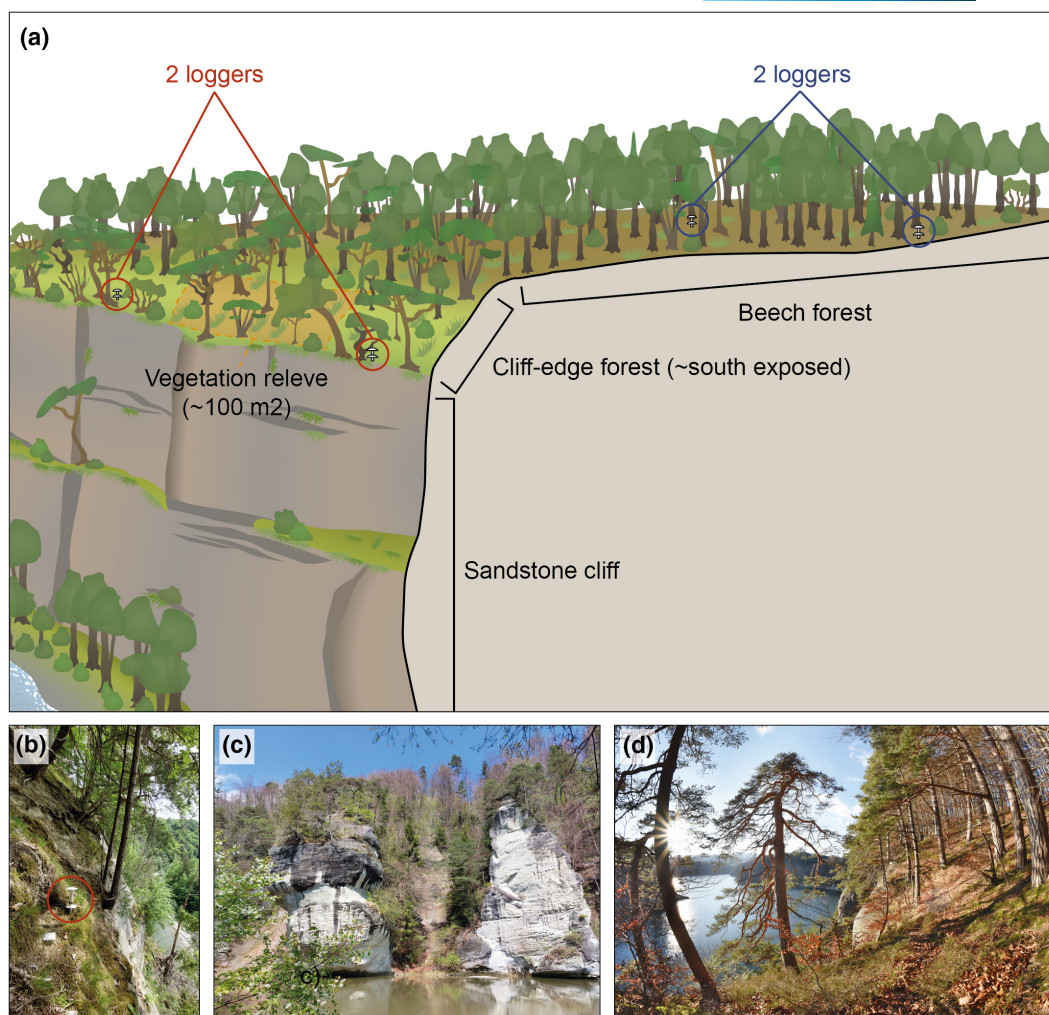 (a)
2 loggers
2 loggers
Beech forest
Vegetation releve
(~100 m2)
Cliff-edge forest (~south exposed)
Sandstone cliff
(b)
(c)
(d)
c)